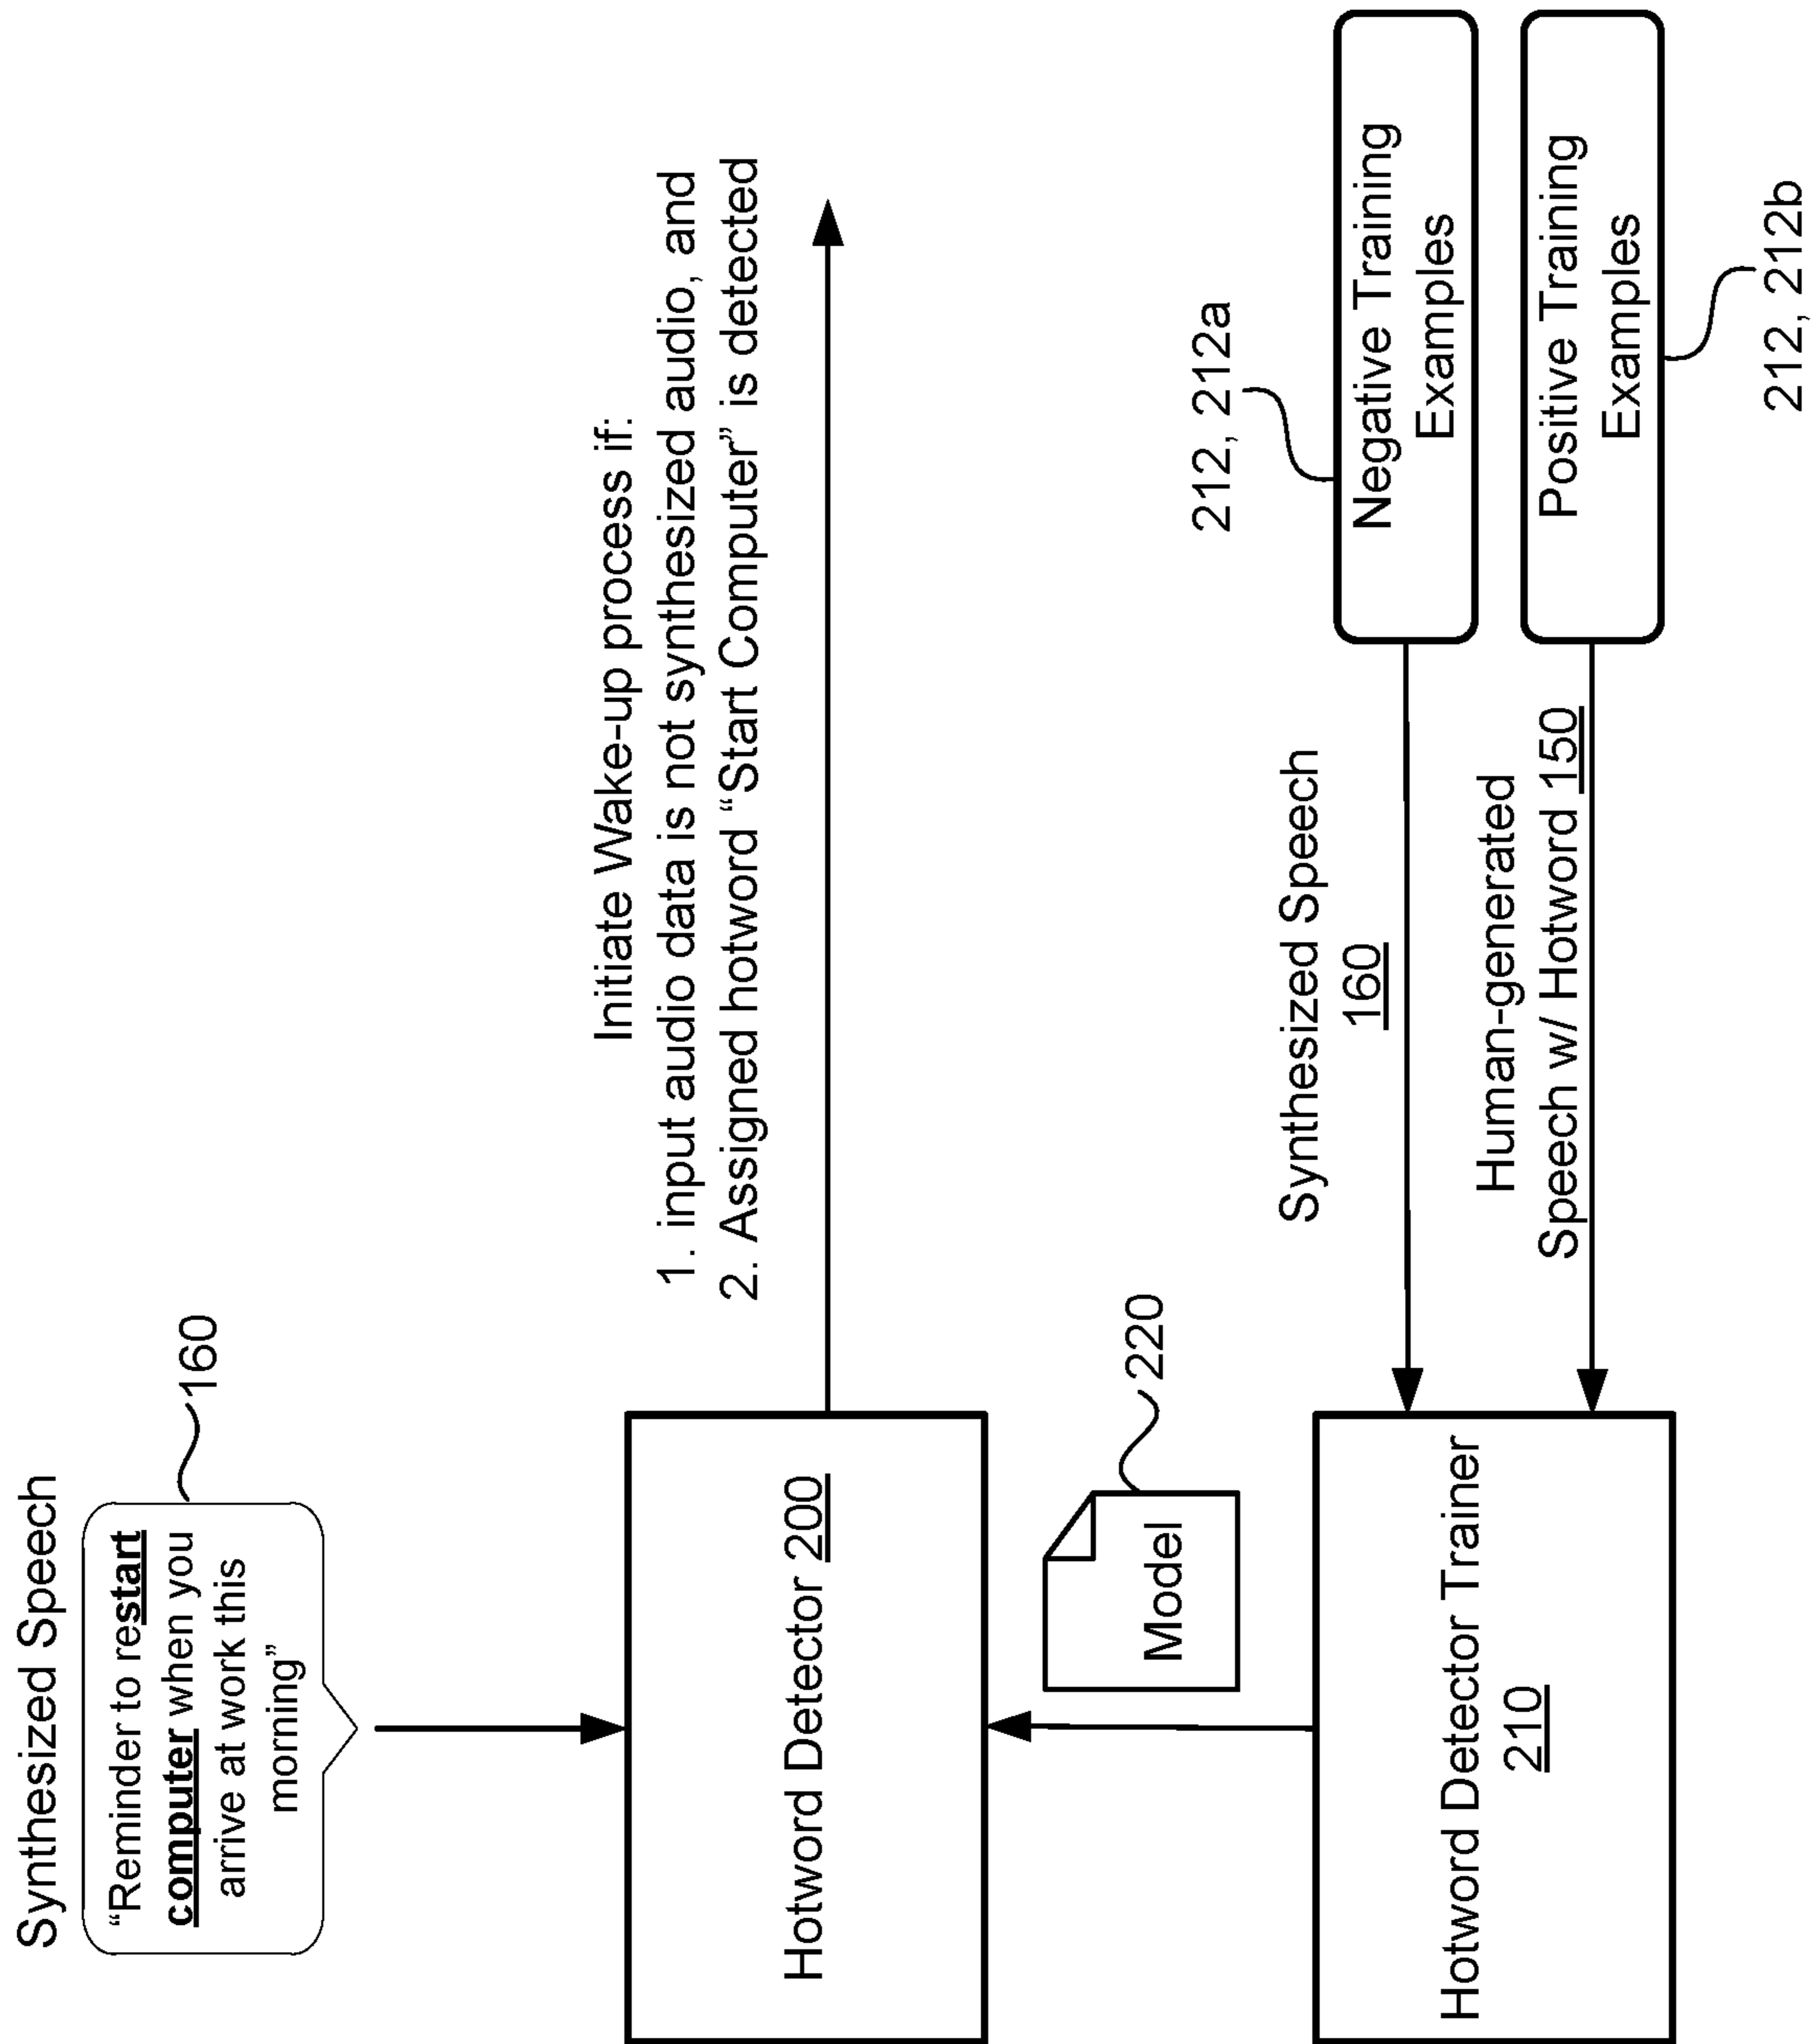 Synthesized Speech
“Reminder to restart
computer when you
arrive at work this
morning”
160
Initiate Wake-up process if:
1. input audio data is not synthesized audio, and
2. Assigned hotword “Start Computer” is detected
Hotword Detector 200
Model
220
Hotword Detector Trainer
210
Synthesized Speech
160
Human-generated
Speech w/ Hotword 150
212, 212a
Negative Training
Examples
Positive Training
Examples
212, 212b